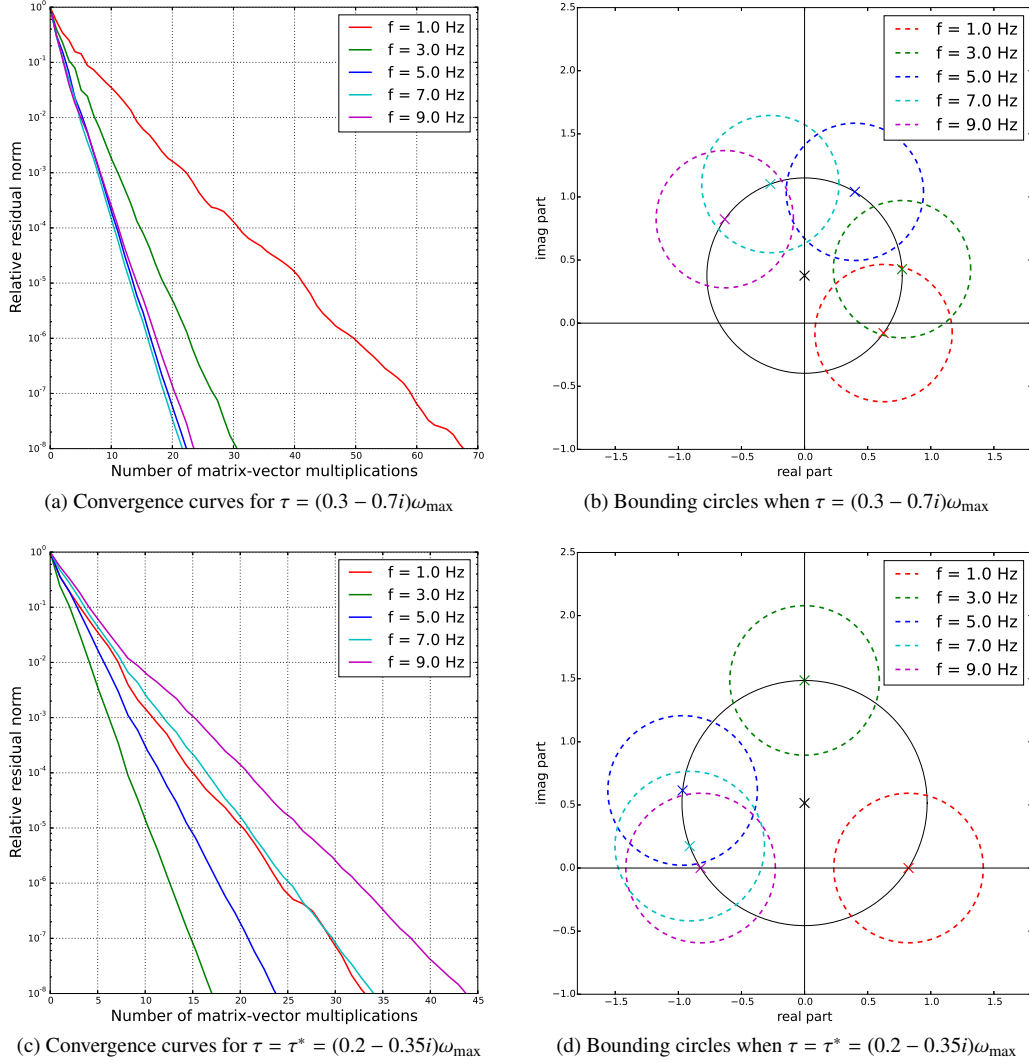 10^0
10^-1
10^-2
10^-3
10^-4
10^-5
10^-6
10^-7
10^-8
Relative residual norm
0 10 20 30 40 50 60 70
Number of matrix-vector multiplications
f = 1.0 Hz
f = 3.0 Hz
f = 5.0 Hz
f = 7.0 Hz
f = 9.0 Hz
(a) Convergence curves for τ = (0.3 − 0.7i)ω_max
2.5
2.0
1.5
1.0
0.5
0.0
−0.5
−1.0
imag part
−1.5 −1.0 −0.5 0.0 0.5 1.0 1.5
real part
f = 1.0 Hz
f = 3.0 Hz
f = 5.0 Hz
f = 7.0 Hz
f = 9.0 Hz
(b) Bounding circles when τ = (0.3 − 0.7i)ω_max
10^0
10^-1
10^-2
10^-3
10^-4
10^-5
10^-6
10^-7
10^-8
Relative residual norm
0 5 10 15 20 25 30 35 40 45
Number of matrix-vector multiplications
f = 1.0 Hz
f = 3.0 Hz
f = 5.0 Hz
f = 7.0 Hz
f = 9.0 Hz
(c) Convergence curves for τ = τ* = (0.2 − 0.35i)ω_max
2.5
2.0
1.5
1.0
0.5
0.0
−0.5
−1.0
imag part
−1.5 −1.0 −0.5 0.0 0.5 1.0 1.5
real part
f = 1.0 Hz
f = 3.0 Hz
f = 5.0 Hz
f = 7.0 Hz
f = 9.0 Hz
(d) Bounding circles when τ = τ* = (0.2 − 0.35i)ω_max